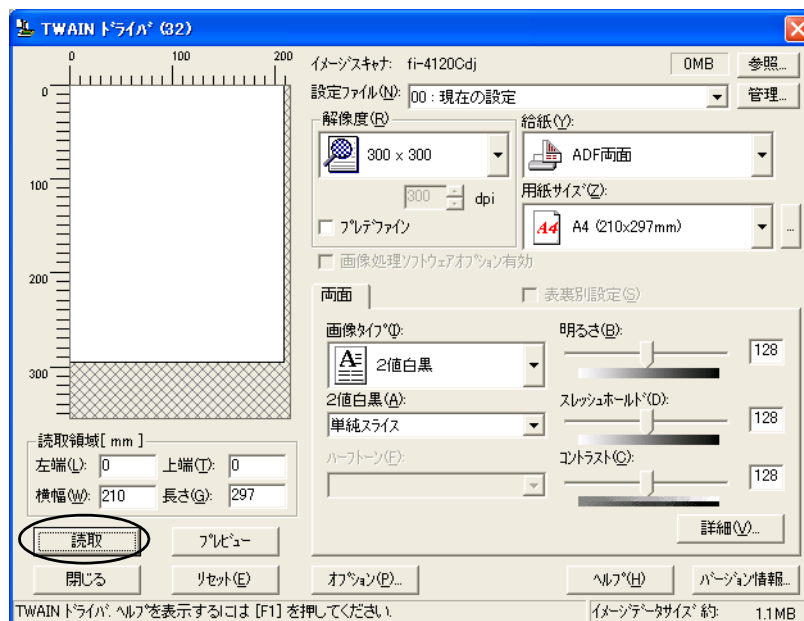 TWAIN ﾄﾞﾗｲﾊﾞ (32)
0 100 200
0
100
200
300
ｲﾒｰｼﾞｽｷｬﾅ: fi-4120Cdj 0MB 参照...
設定ﾌｧｲﾙ(N): 00 : 現在の設定 管理...
解像度(R)
300 x 300
300 dpi
ﾌﾟﾚﾃﾞﾌｧｲﾝ
給紙(Y):
ADF両面
用紙ｻｲｽﾞ(Z):
A4 A4 (210x297mm) ...
画像処理ｿﾌﾄｳｪｱｵﾌﾟｼｮﾝ有効
両面 表裏別設定(S)
画像ﾀｲﾌﾟ(I):
A 2値白黒
2値白黒(A):
単純ｽﾗｲｽ
ﾊｰﾌﾄｰﾝ(F):
明るさ(B):
128
ｽﾚｯｼｭﾎｰﾙﾄﾞ(D):
128
ｺﾝﾄﾗｽﾄ(C):
128
詳細(V)...
読取領域[ mm ]
左端(L): 0 上端(T): 0
横幅(W): 210 長さ(G): 297
読取 ﾌﾟﾚﾋﾞｭｰ
閉じる ﾘｾｯﾄ(E) ｵﾌﾟｼｮﾝ(P)... ﾍﾙﾌﾟ(H) ﾊﾞｰｼﾞｮﾝ情報...
TWAIN ﾄﾞﾗｲﾊﾞ. ﾍﾙﾌﾟを表示するには [F1] を押してください. ｲﾒｰｼﾞﾃﾞｰﾀｻｲｽﾞ 約: 1.1MB